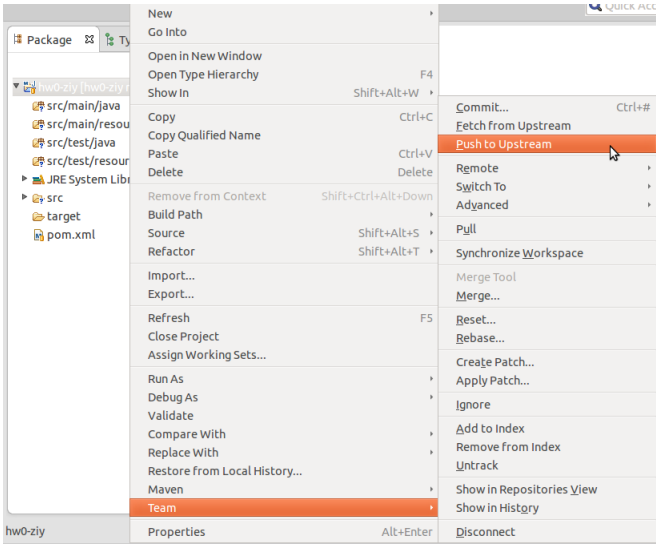 Quick Acc
Package
Ty
hw0-ziy [hw0-ziy
src/main/java
src/main/resou
src/test/java
src/test/resour
JRE System Libr
src
target
pom.xml
hw0-ziy
New
Go Into
Open in New Window
Open Type Hierarchy F4
Show In Shift+Alt+W
Copy Ctrl+C
Copy Qualified Name
Paste Ctrl+V
Delete Delete
Remove from Context Shift+Ctrl+Alt+Down
Build Path
Source Shift+Alt+S
Refactor Shift+Alt+T
Import...
Export...
Refresh F5
Close Project
Assign Working Sets...
Run As
Debug As
Validate
Compare With
Replace With
Restore from Local History...
Maven
Team
Properties Alt+Enter
Commit... Ctrl+#
Fetch from Upstream
Push to Upstream
Remote
Switch To
Advanced
Pull
Synchronize Workspace
Merge Tool
Merge...
Reset...
Rebase...
Create Patch...
Apply Patch...
Ignore
Add to Index
Remove from Index
Untrack
Show in Repositories View
Show in History
Disconnect